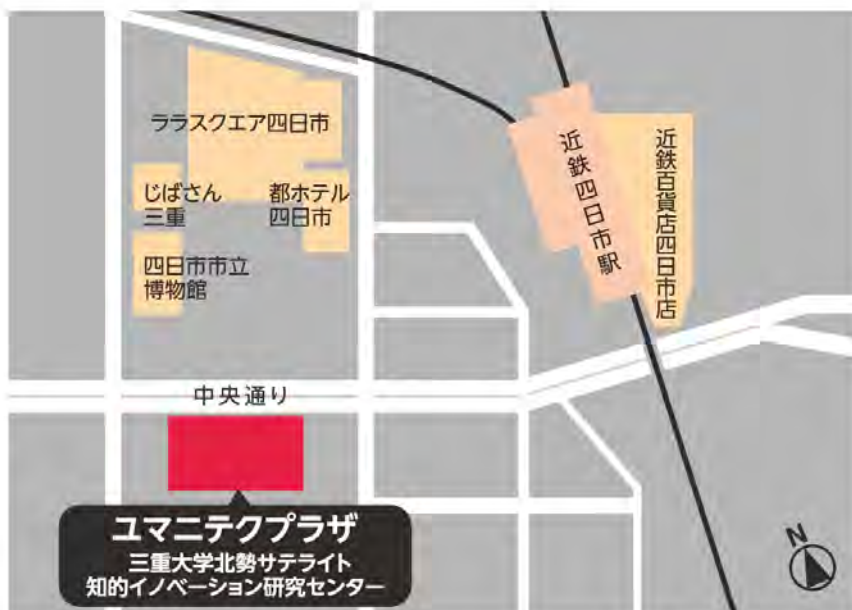 ララスクエア四日市
じばさん
三重
都ホテル
四日市
四日市市立
博物館
近鉄四日市駅
近鉄百貨店四日市店
中央通り
ユマニテクプラザ
三重大学北勢サテライト
知的イノベーション研究センター
N